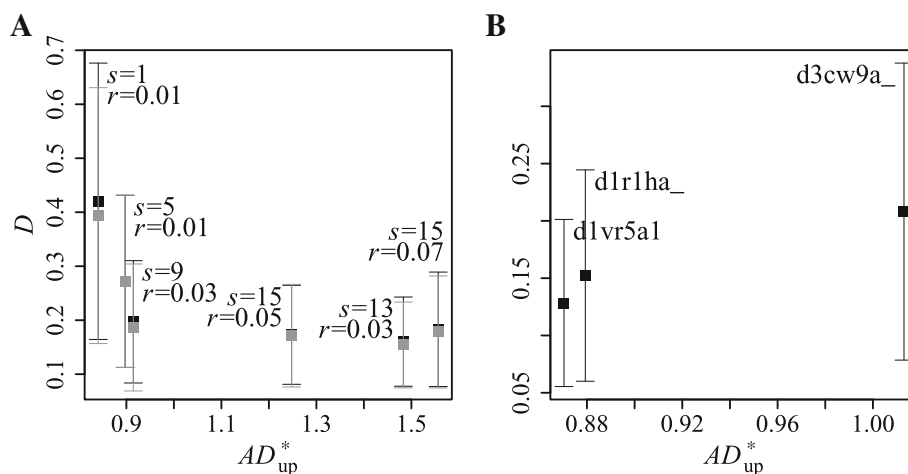 A
B
0.7
0.6
0.5
0.4
0.3
0.2
0.1
D
s=1
r=0.01
s=5
r=0.01
s=9
r=0.03
s=15
r=0.05
s=13
r=0.03
s=15
r=0.07
0.9
1.1
1.3
1.5
AD*up
0.25
0.15
0.05
d3cw9a_
d1r1ha_
d1vr5a1
0.88
0.92
0.96
1.00
AD*up